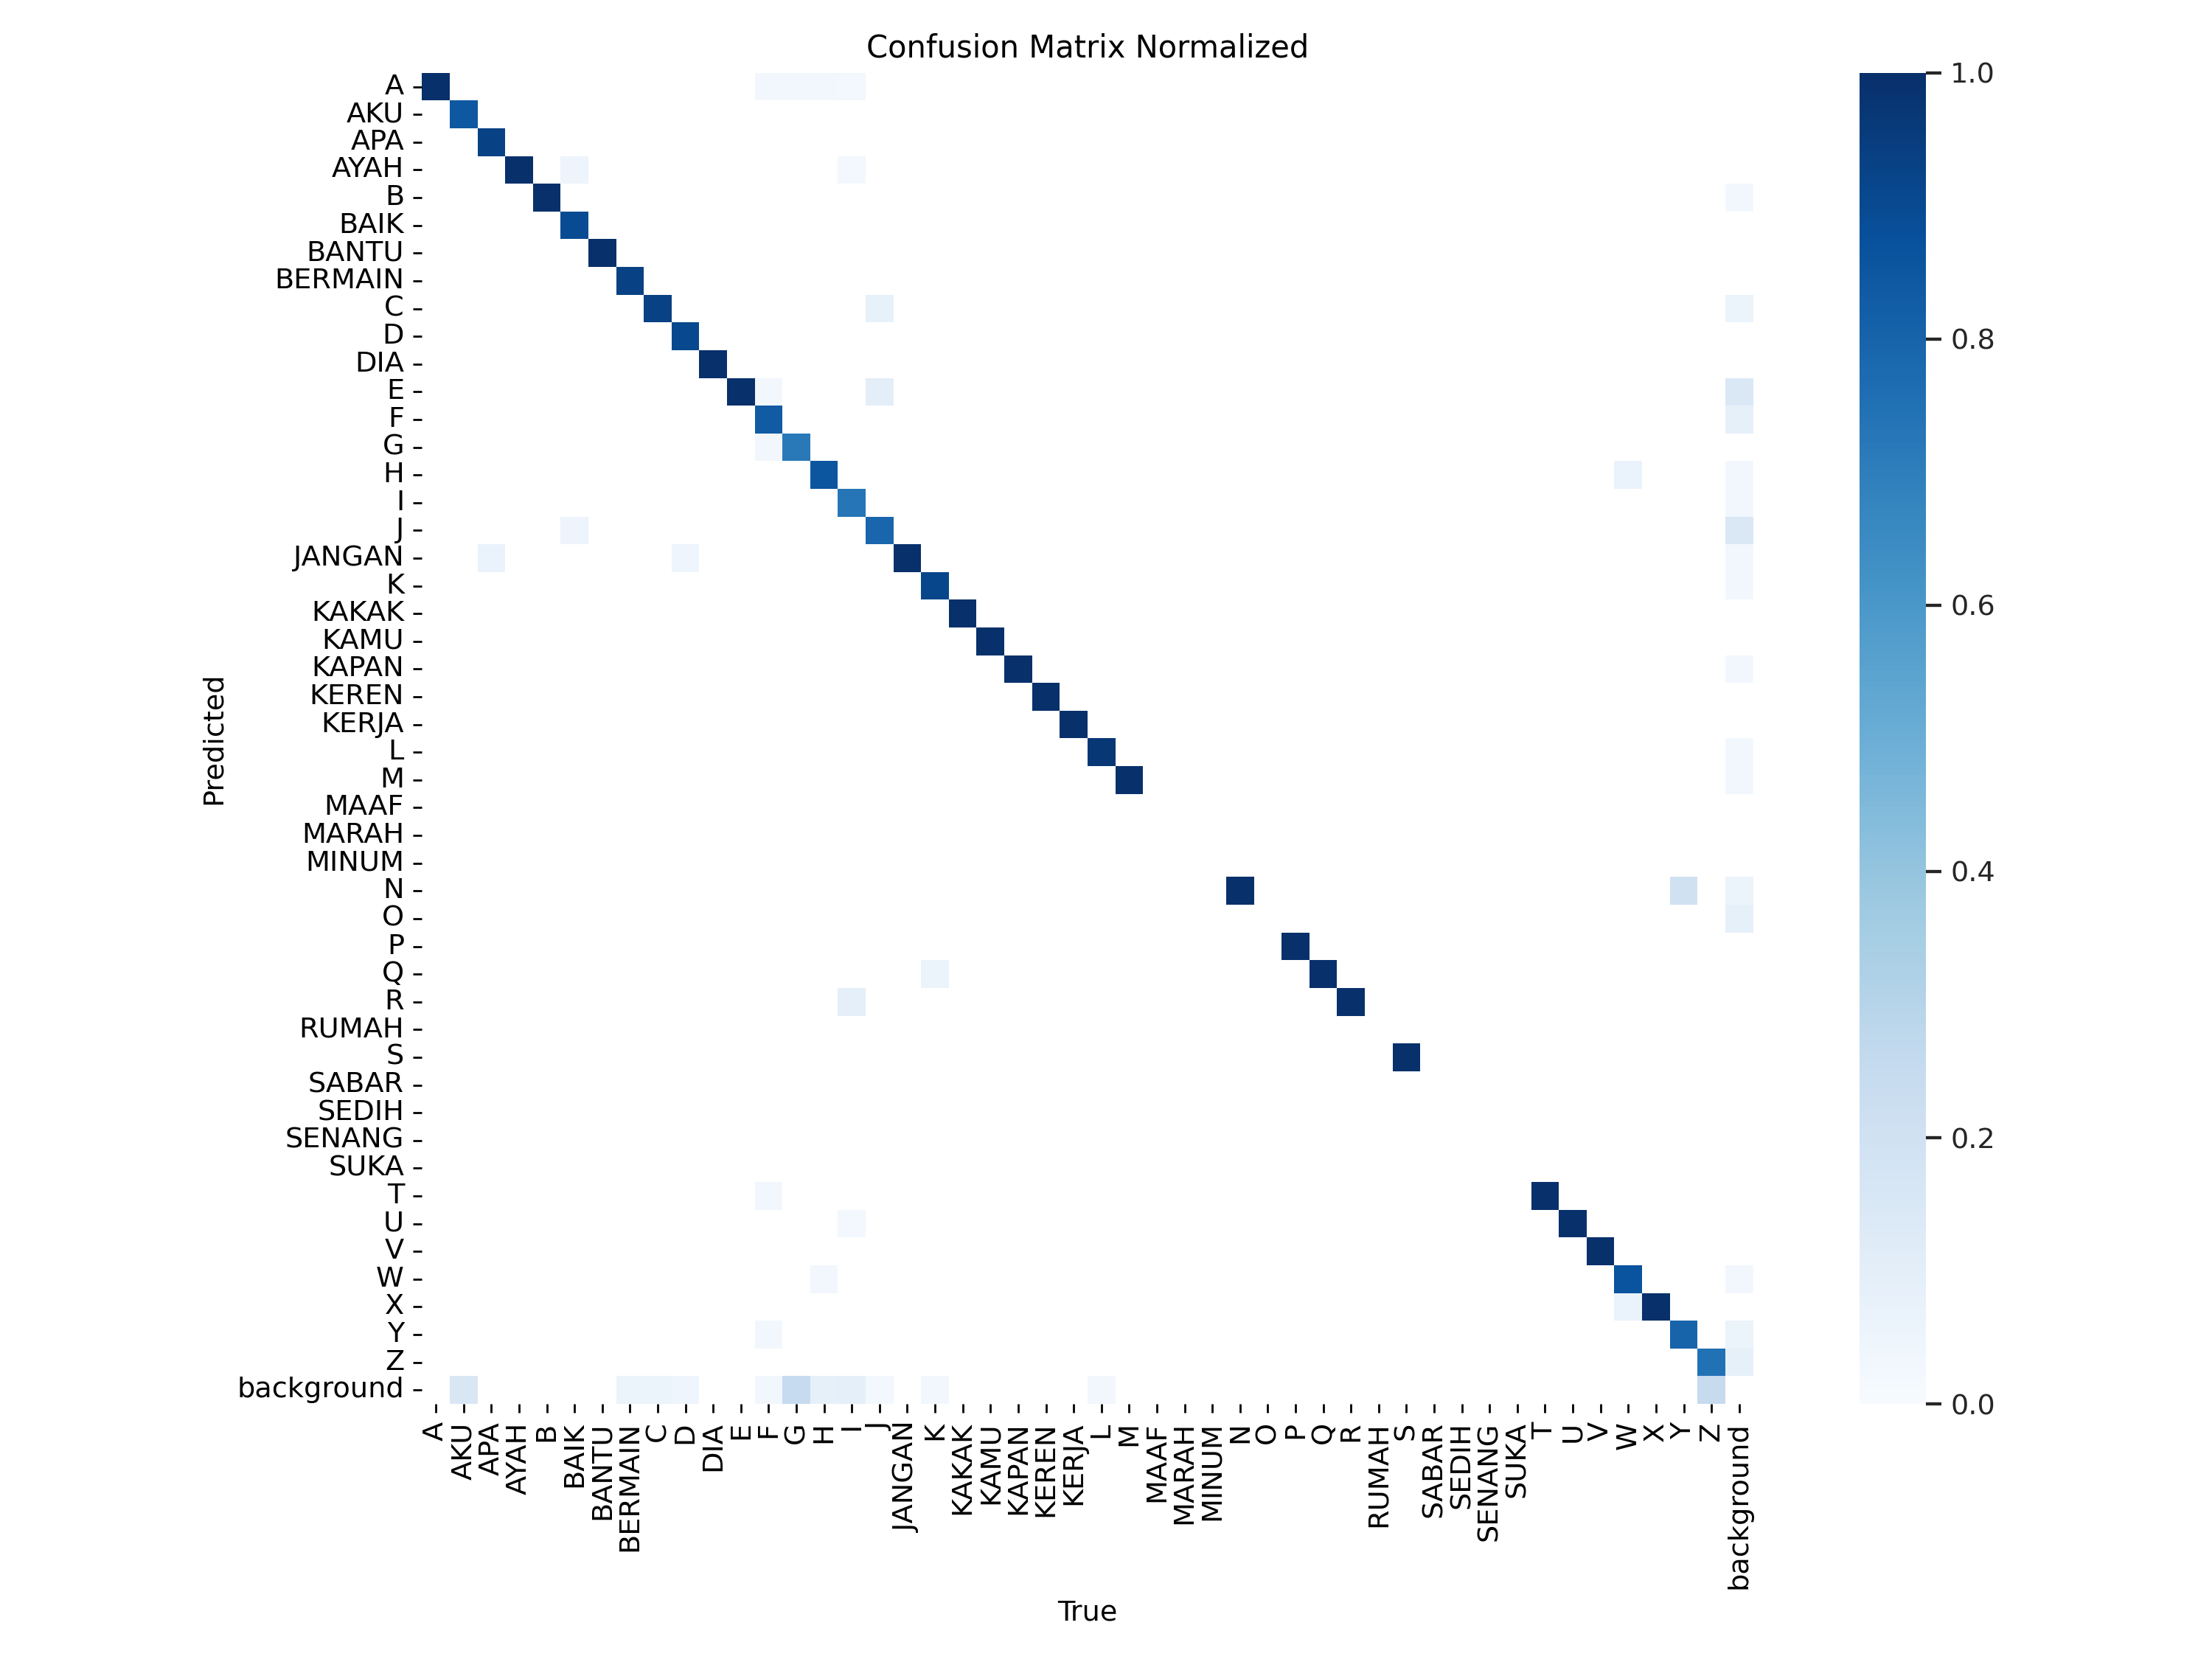 Confusion Matrix Normalized
A
AKU
APA
AYAH
B
BAIK
BANTU
BERMAIN
C
D
DIA
E
F
G
H
I
J
JANGAN
K
KAKAK
KAMU
KAPAN
KEREN
KERJA
L
M
MAAF
MARAH
MINUM
N
O
P
Q
R
RUMAH
S
SABAR
SEDIH
SENANG
SUKA
T
U
V
W
X
Y
Z
background
Predicted
A
AKU
APA
AYAH
B
BAIK
BANTU
BERMAIN
C
D
DIA
E
F
G
H
I
J
JANGAN
K
KAKAK
KAMU
KAPAN
KEREN
KERJA
L
M
MAAF
MARAH
MINUM
N
O
P
Q
R
RUMAH
S
SABAR
SEDIH
SENANG
SUKA
T
U
V
W
X
Y
Z
background
True
1.0
0.8
0.6
0.4
0.2
0.0